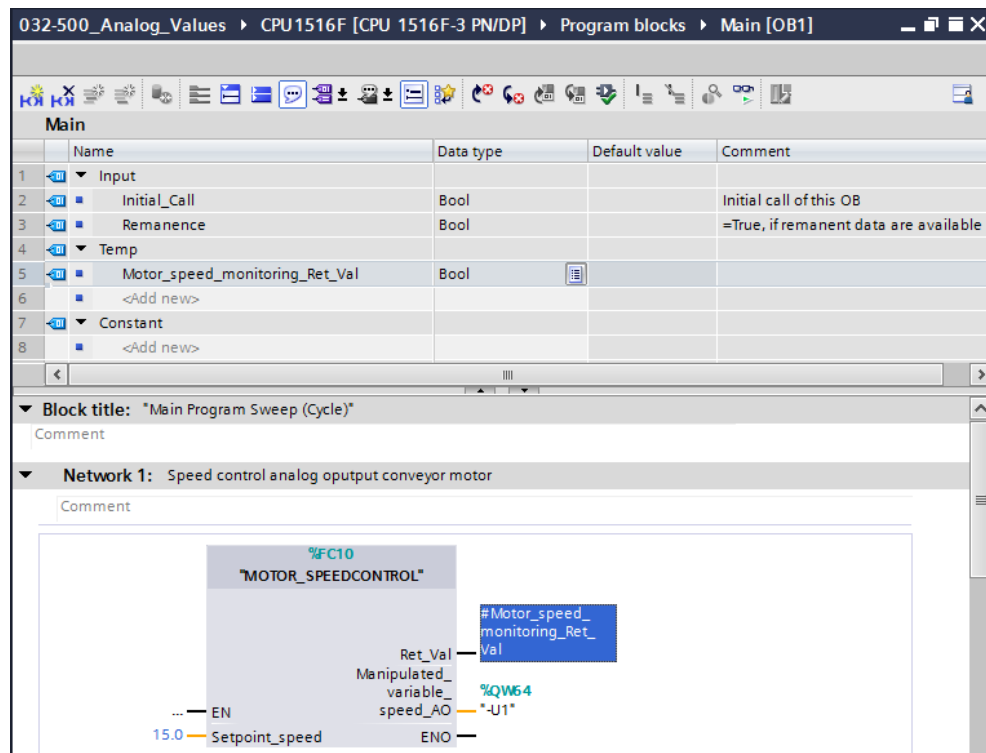 032-500_Analog_Values ▸ CPU1516F [CPU 1516F-3 PN/DP] ▸ Program blocks ▸ Main [OB1]
Main
Name Data type Default value Comment
1 Input
2 Initial_Call Bool Initial call of this OB
3 Remanence Bool =True, if remanent data are available
4 Temp
5 Motor_speed_monitoring_Ret_Val Bool
6 <Add new>
7 Constant
8 <Add new>
Block title: "Main Program Sweep (Cycle)"
Comment
Network 1: Speed control analog oputput conveyor motor
Comment
%FC10
"MOTOR_SPEEDCONTROL"
#Motor_speed_
monitoring_Ret_
Ret_Val Val
Manipulated_
variable_ %QW64
... EN speed_AO "-U1"
15.0 Setpoint_speed ENO